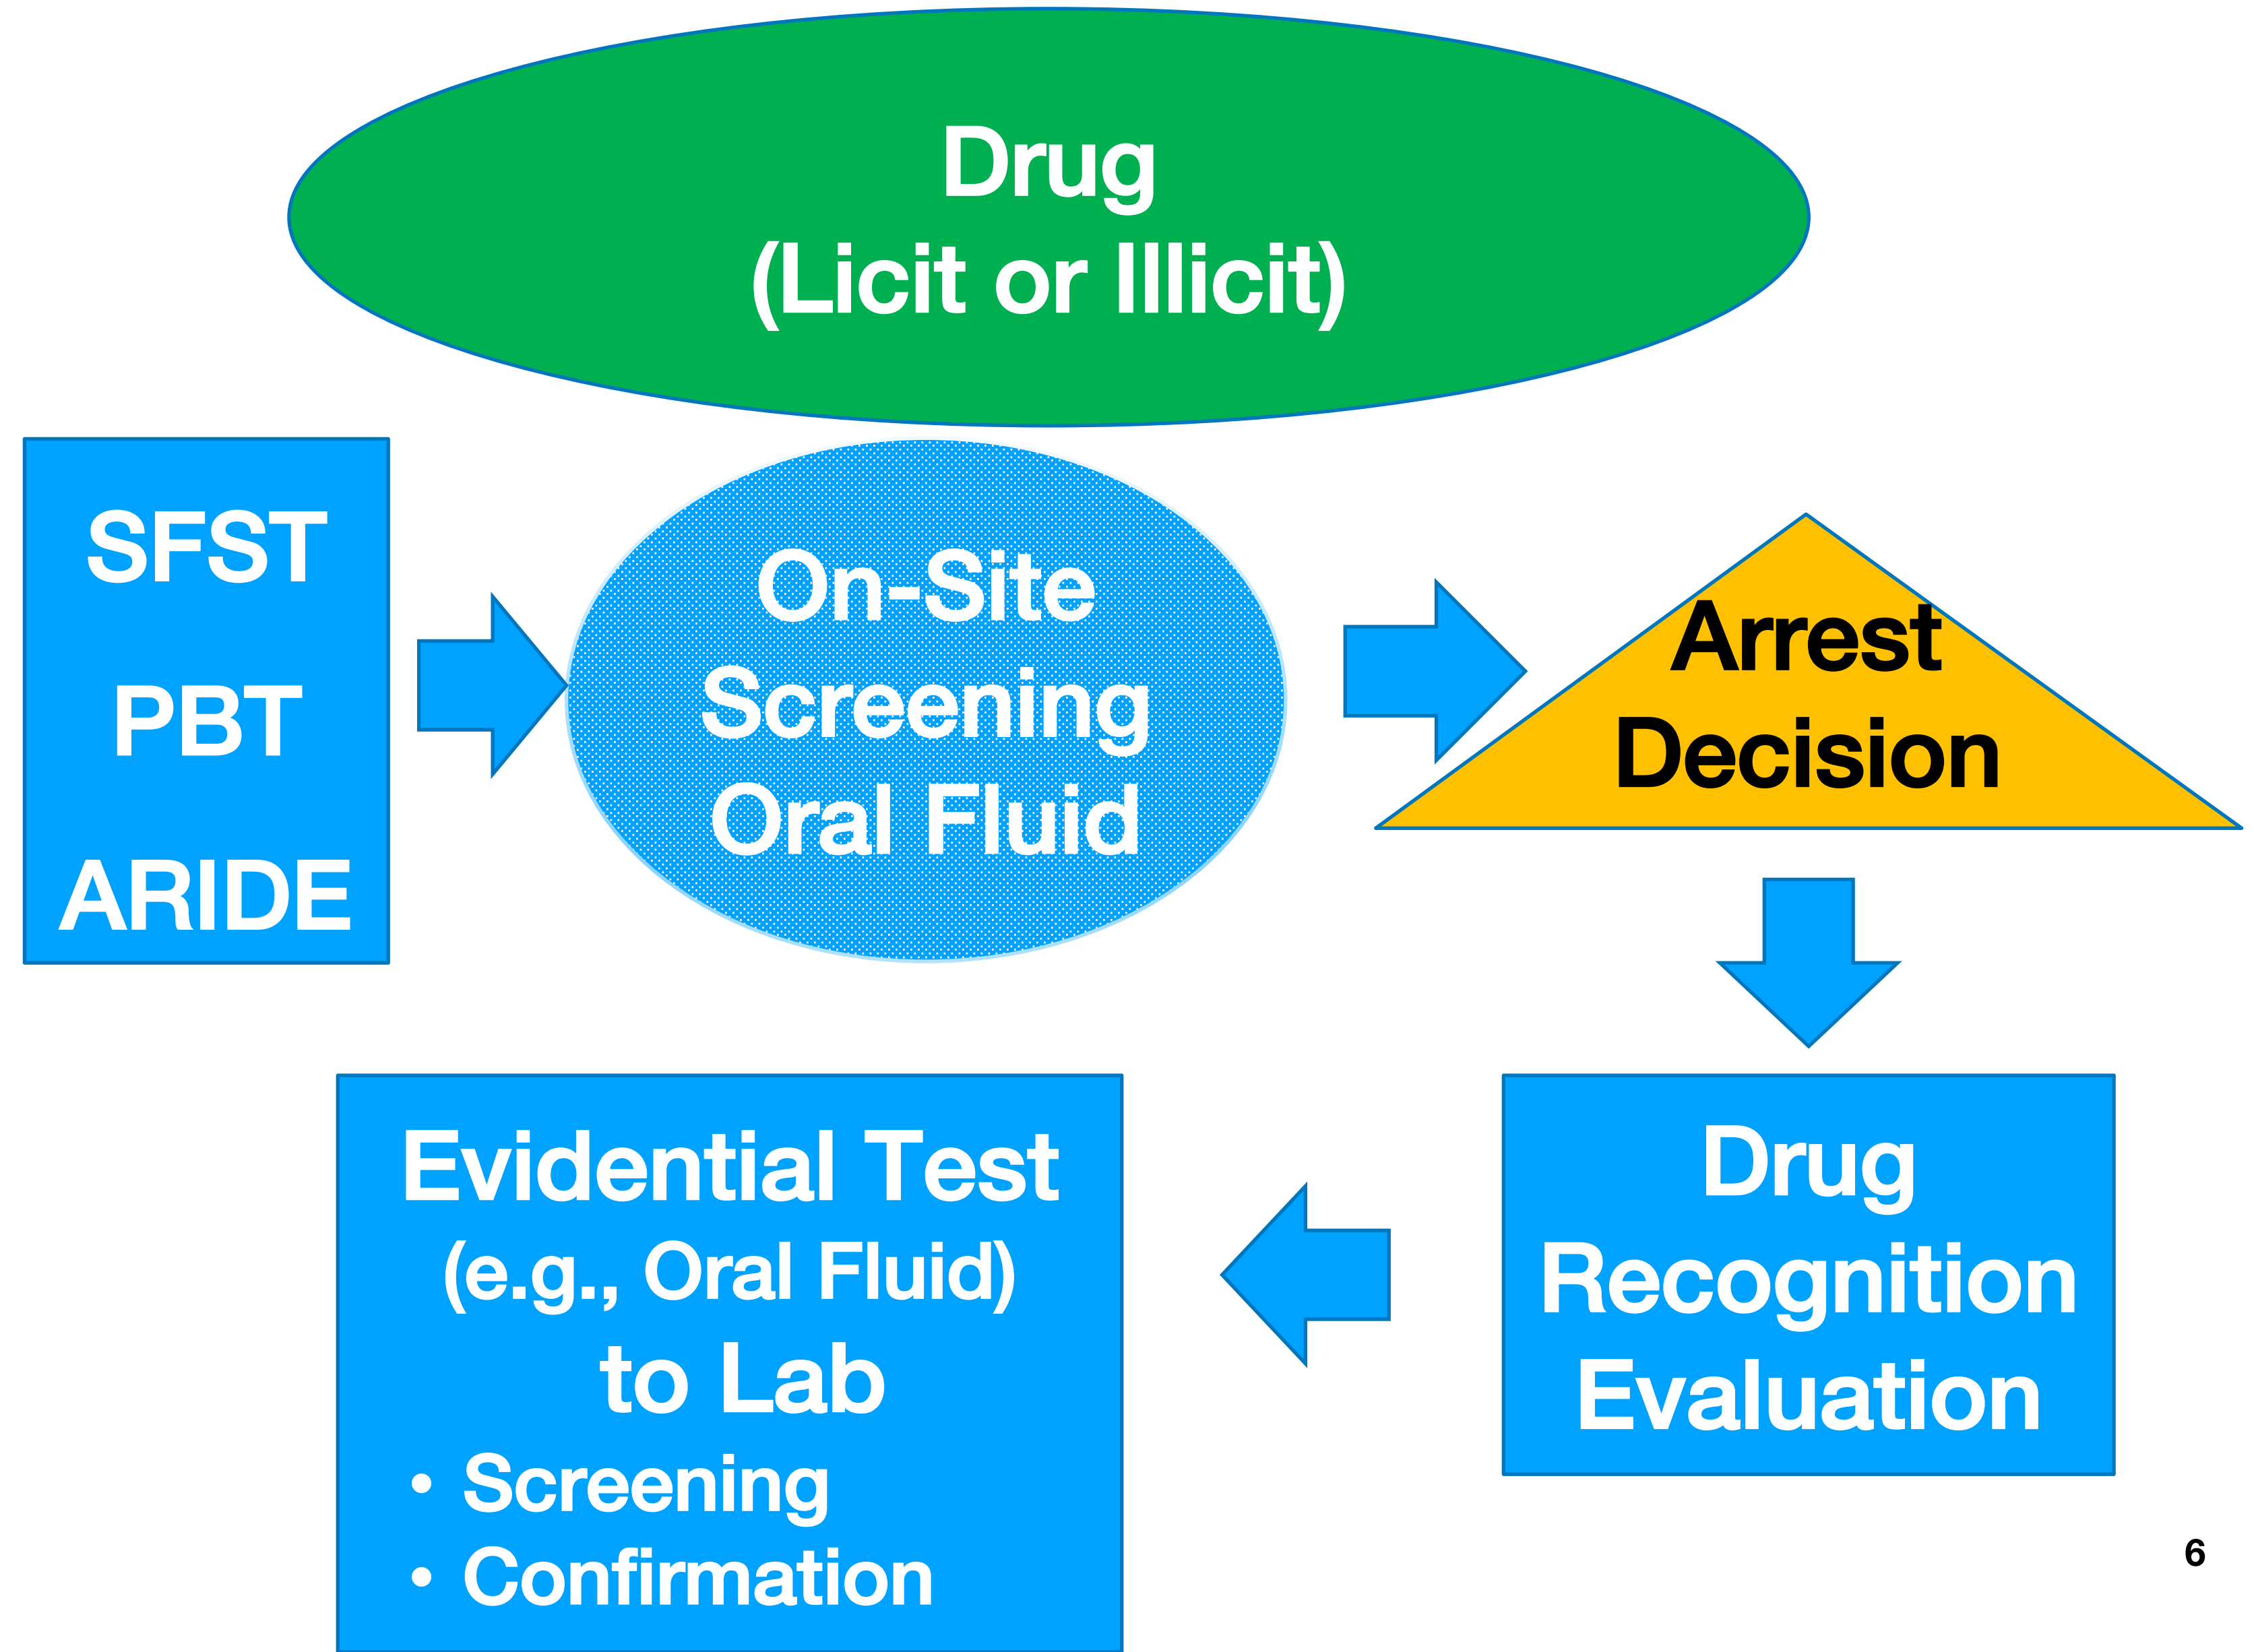 Drug
(Licit or Illicit)
SFST
PBT
ARIDE
On-Site
Screening
Oral Fluid
Arrest
Decision
Drug
Recognition
Evaluation
Evidential Test
(e.g., Oral Fluid)
to Lab
• Screening
• Confirmation
6